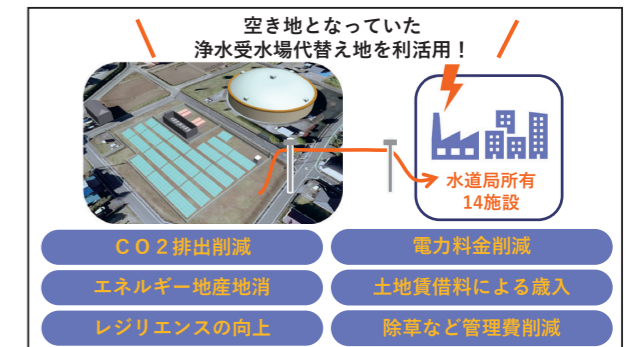 空き地となっていた
浄水受水場代替え地を利活用！
水道局所有
14施設
ＣＯ２排出削減
電力料金削減
エネルギー地産地消
土地賃借料による歳入
レジリエンスの向上
除草など管理費削減